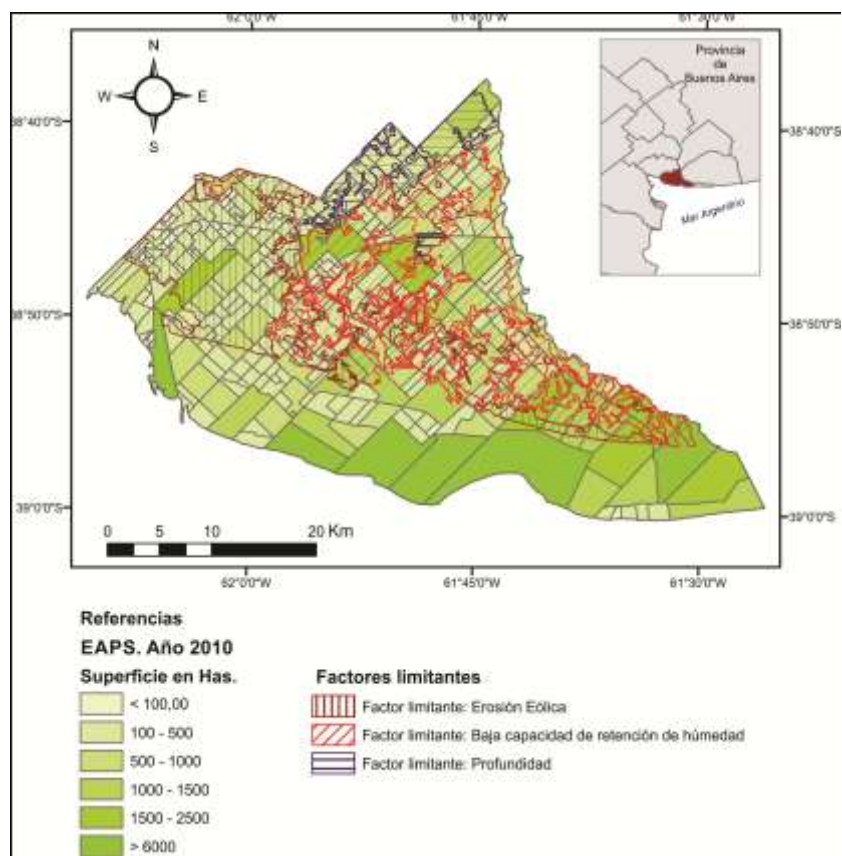 62°0'0"W 61°45'0"W 61°30'0"W
N
W E
S
Provincia
de
Buenos Aires
Mar Argentino
38°40'0"S 38°40'0"S
38°50'0"S 38°50'0"S
39°0'0"S 39°0'0"S
0 5 10 20 Km
62°0'0"W 61°45'0"W 61°30'0"W
Referencias
EAPS. Año 2010
Superficie en Has.
< 100,00
100 - 500
500 - 1000
1000 - 1500
1500 - 2500
> 6000
Factores limitantes
Factor limitante: Erosión Eólica
Factor limitante: Baja capacidad de retención de húmedad
Factor limitante: Profundidad